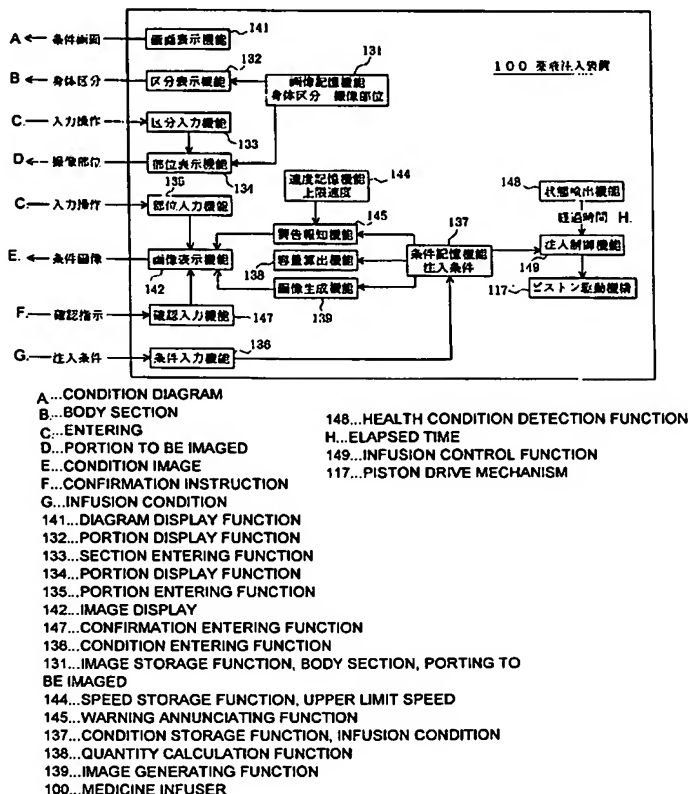 141
A 条件画面 画面表示機能
132
131
B 身体区分 区分表示機能
画像記憶機能
身体区分 撮像部位
100 薬液注入装置
C. 入力操作 区分入力機能
133
D 撮像部位 部位表示機能
135
134
速度記憶機能
上限速度
144
148 状態検出機能
C. 入力操作 部位入力機能
145
137
経過時間 H.
警告報知機能
E. 条件画像 画像表示機能
138 容量算出機能
条件記憶機能
注入条件
注入制御機能
142
149
画像生成機能
117 ピストン駆動機構
139
F. 確認指示 確認入力機能 147
136
G. 注入条件 条件入力機能
A...CONDITION DIAGRAM
B...BODY SECTION
C...ENTERING
D...PORTION TO BE IMAGED
E...CONDITION IMAGE
F...CONFIRMATION INSTRUCTION
G...INFUSION CONDITION
141...DIAGRAM DISPLAY FUNCTION
132...PORTION DISPLAY FUNCTION
133...SECTION ENTERING FUNCTION
134...PORTION DISPLAY FUNCTION
135...PORTION ENTERING FUNCTION
142...IMAGE DISPLAY
147...CONFIRMATION ENTERING FUNCTION
136...CONDITION ENTERING FUNCTION
131...IMAGE STORAGE FUNCTION, BODY SECTION, PORTING TO
BE IMAGED
144...SPEED STORAGE FUNCTION, UPPER LIMIT SPEED
145...WARNING ANNUNCIATING FUNCTION
137...CONDITION STORAGE FUNCTION, INFUSION CONDITION
138...QUANTITY CALCULATION FUNCTION
139...IMAGE GENERATING FUNCTION
100...MEDICINE INFUSER
148...HEALTH CONDITION DETECTION FUNCTION
H...ELAPSED TIME
149...INFUSION CONTROL FUNCTION
117...PISTON DRIVE MECHANISM